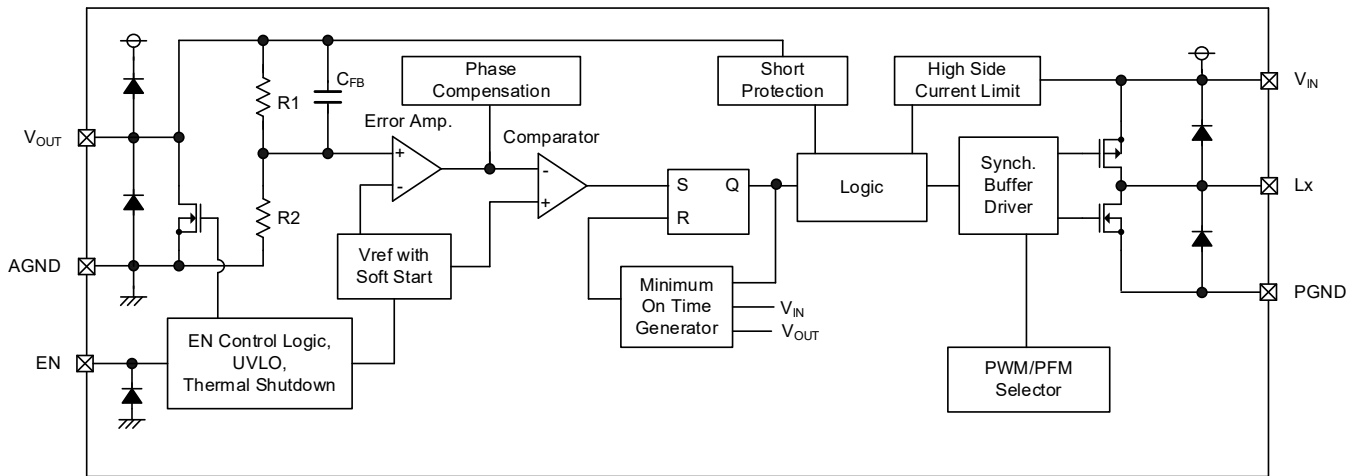 Phase
Compensation
Short
Protection
High Side
Current Limit
V_IN
C_FB
R1
Error Amp.
Comparator
V_OUT
+
-
-
+
S
Q
R
Logic
Synch.
Buffer
Driver
Lx
R2
Vref with
Soft Start
AGND
Minimum
On Time
Generator
V_IN
V_OUT
PGND
EN
EN Control Logic,
UVLO,
Thermal Shutdown
PWM/PFM
Selector